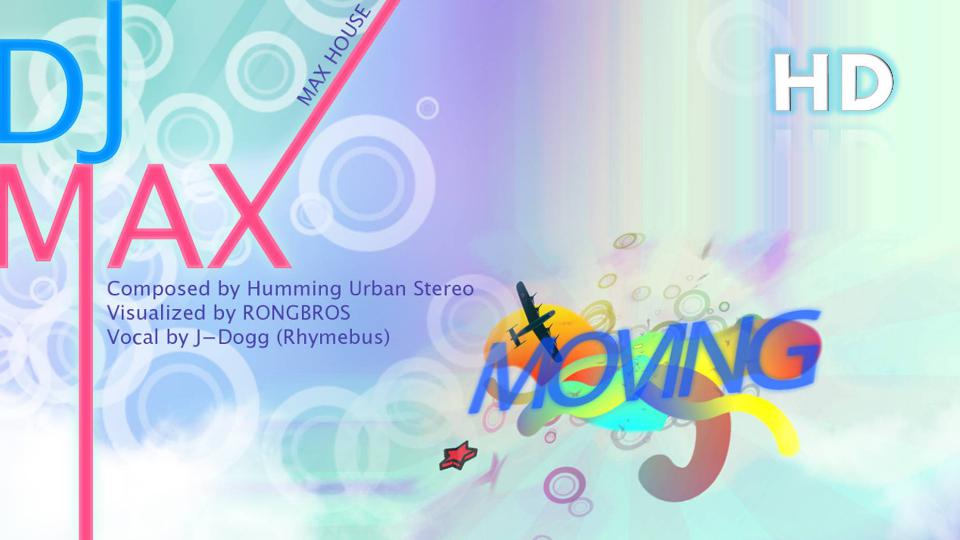 DJ
MAX
MAX HOUSE
HD
Composed by Humming Urban Stereo
Visualized by RONGBROS
Vocal by J-Dogg (Rhymebus)
MOVING